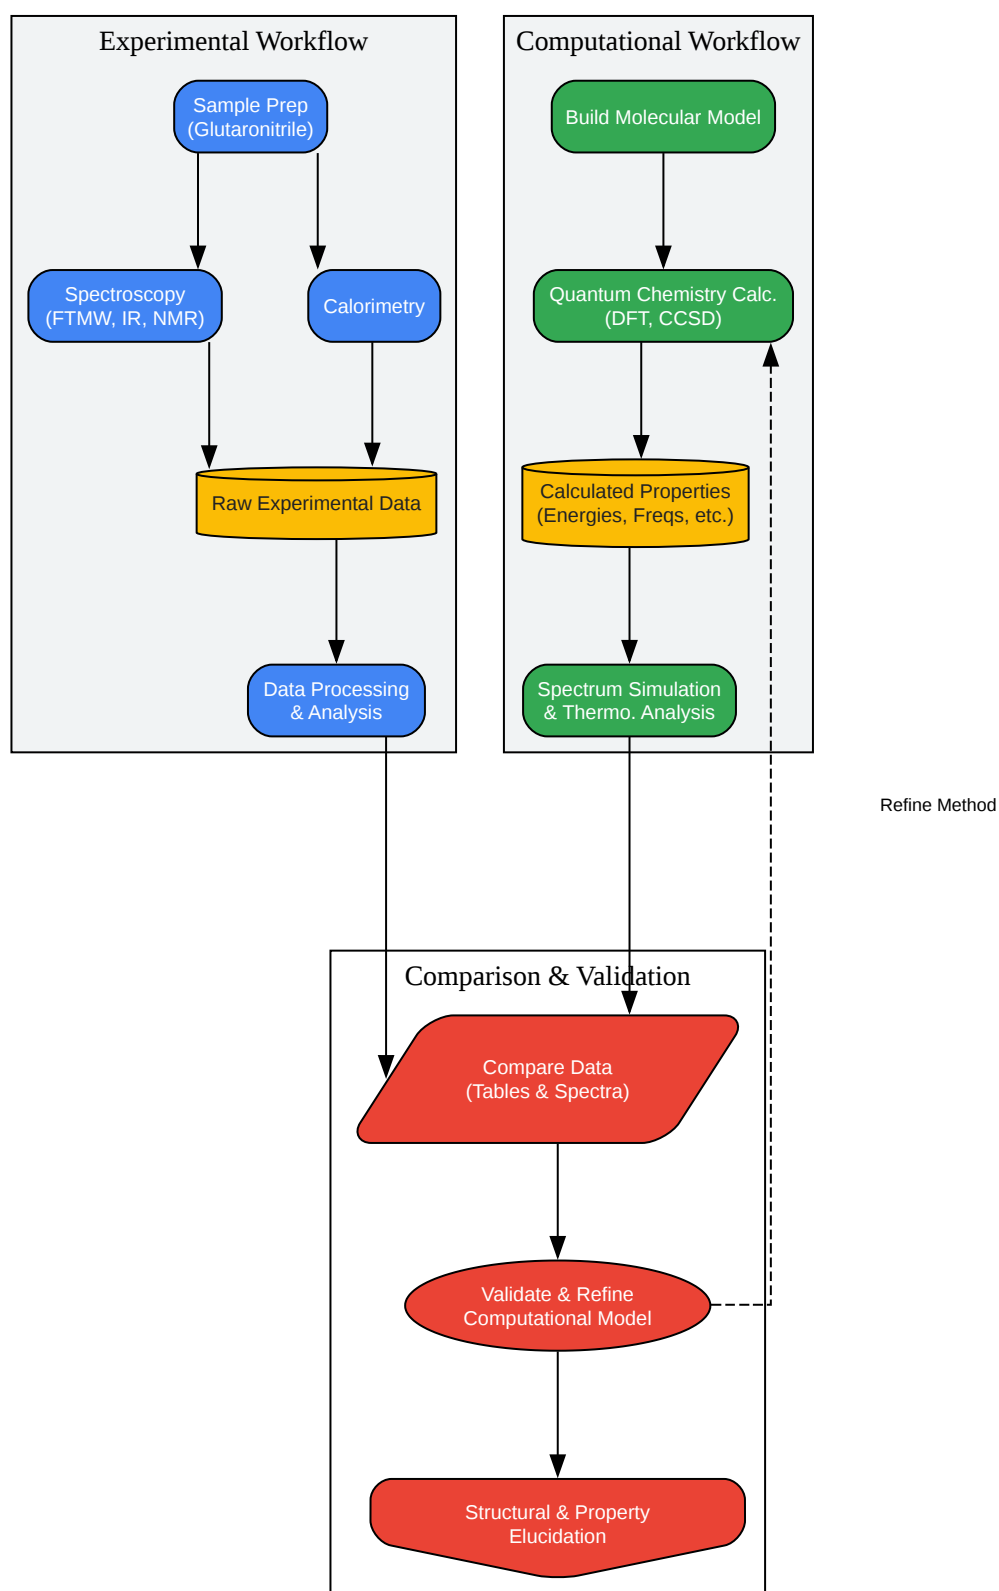 Experimental Workflow
Sample Prep
(Glutaronitrile)
Spectroscopy
(FTMW, IR, NMR)
Calorimetry
Raw Experimental Data
Data Processing
& Analysis
Computational Workflow
Build Molecular Model
Quantum Chemistry Calc.
(DFT, CCSD)
Calculated Properties
(Energies, Freqs, etc.)
Spectrum Simulation
& Thermo. Analysis
Refine Method
Comparison & Validation
Compare Data
(Tables & Spectra)
Validate & Refine
Computational Model
Structural & Property
Elucidation